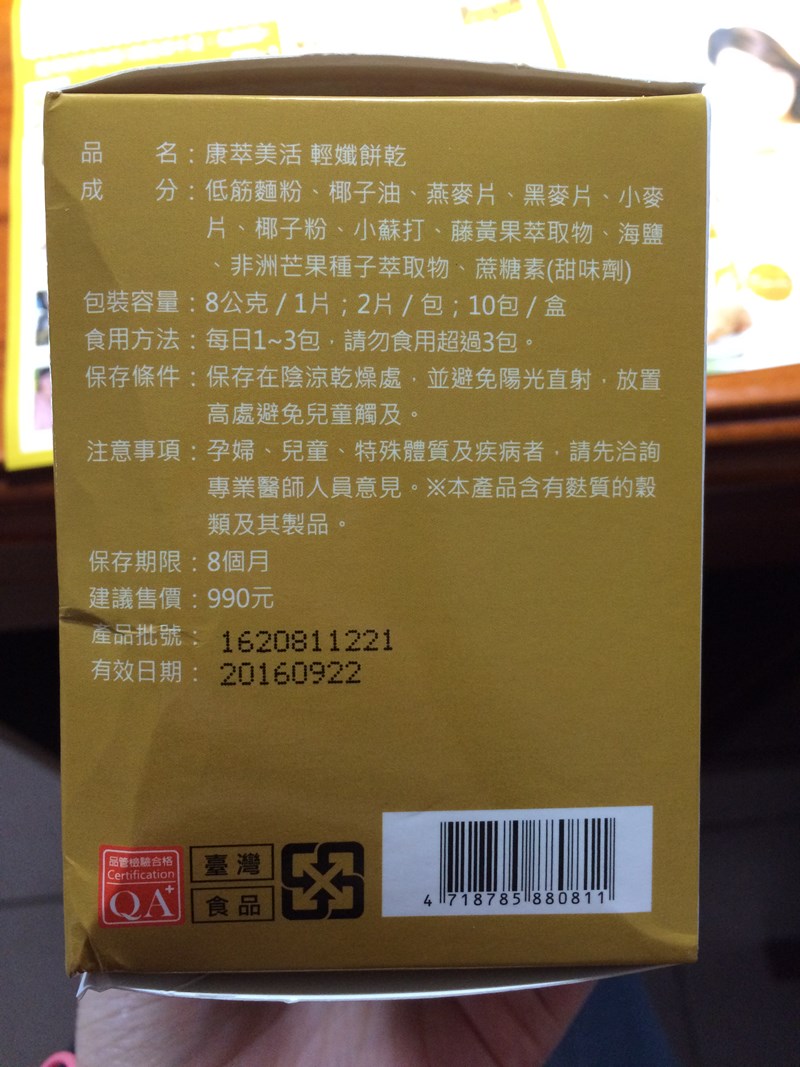 品　　名：康萃美活 輕孅餅乾
成　　分：低筋麵粉、椰子油、燕麥片、黑麥片、小麥
片、椰子粉、小蘇打、藤黃果萃取物、海鹽
、非洲芒果種子萃取物、蔗糖素(甜味劑)
包裝容量：8公克/1片；2片/包；10包/盒
食用方法：每日1~3包，請勿食用超過3包。
保存條件：保存在陰涼乾燥處，並避免陽光直射，放置
高處避免兒童觸及。
注意事項：孕婦、兒童、特殊體質及疾病者，請先洽詢
專業醫師人員意見。※本產品含有麩質的穀
類及其製品。
保存期限：8個月
建議售價：990元
產品批號：1620811221
有效日期：20160922
品管檢驗合格
Certification
QA+
臺灣
食品
4 718785 880811